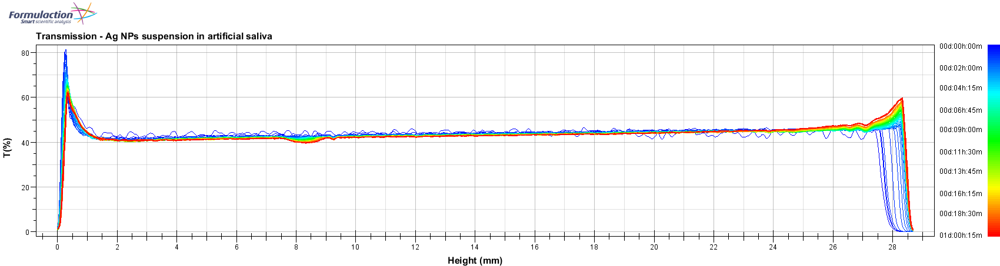 Formulaction
Smart scientific analysis
Transmission - Ag NPs suspension in artificial saliva
80
60
40
20
0
T(%)
0 2 4 6 8 10 12 14 16 18 20 22 24 26 28
Height (mm)
00d:00h:00m
00d:02h:00m
00d:04h:15m
00d:06h:45m
00d:09h:00m
00d:11h:30m
00d:13h:45m
00d:16h:15m
00d:18h:30m
01d:00h:15m